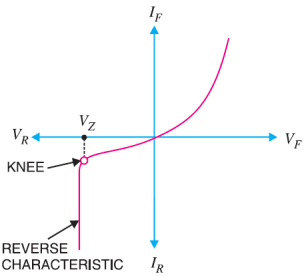 I_F
V_Z
V_R
V_F
KNEE
REVERSE
CHARACTERISTIC
I_R